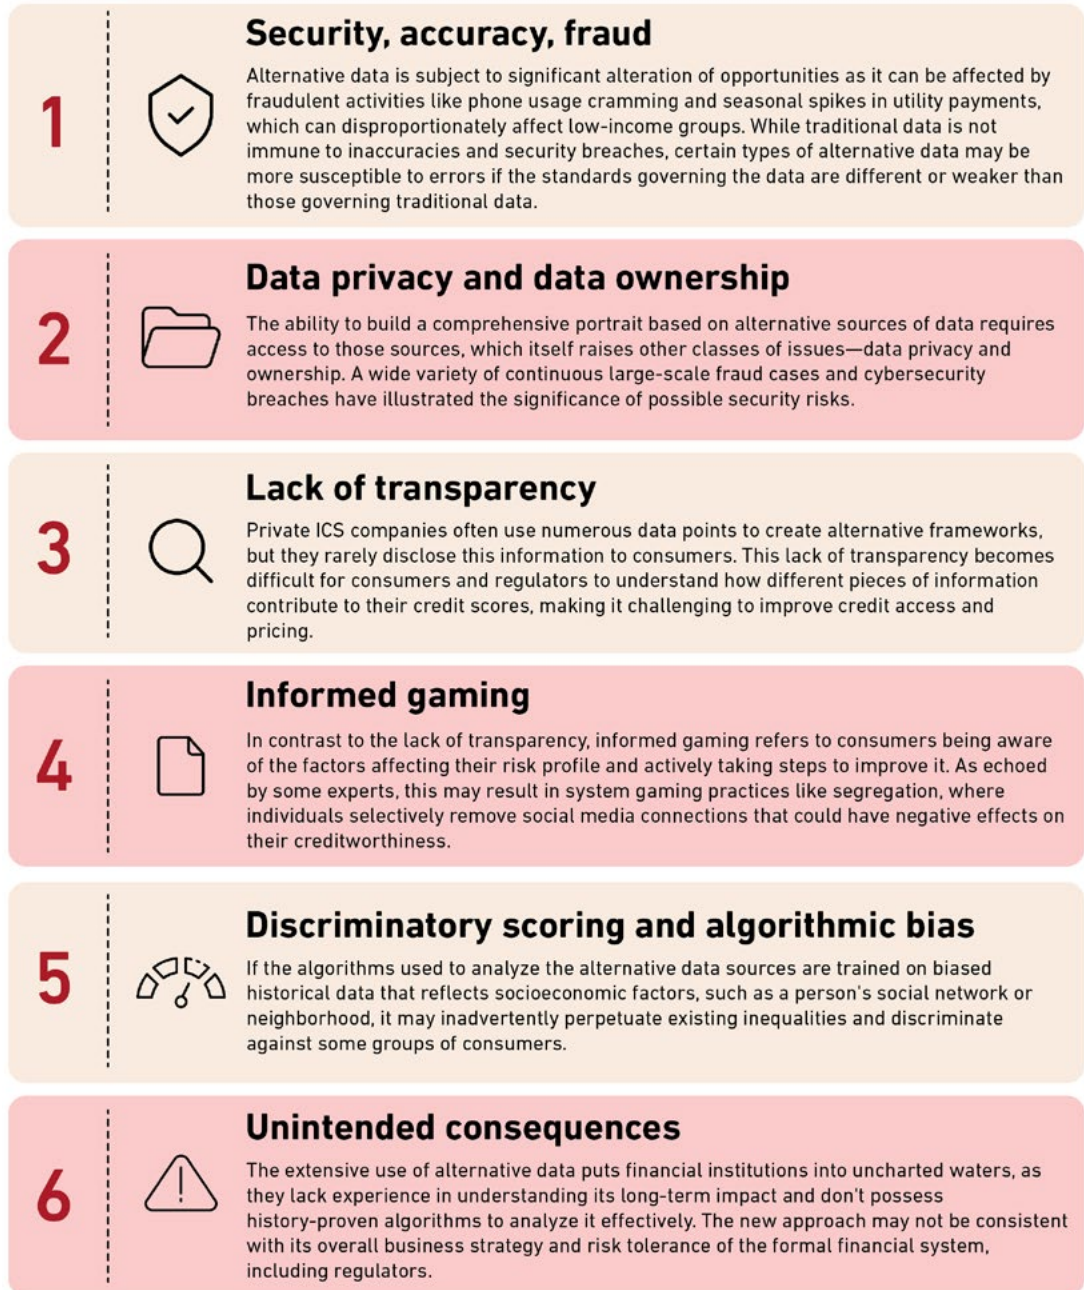 1
Security, accuracy, fraud
Alternative data is subject to significant alteration of opportunities as it can be affected by
fraudulent activities like phone usage cramming and seasonal spikes in utility payments,
which can disproportionately affect low-income groups. While traditional data is not
immune to inaccuracies and security breaches, certain types of alternative data may be
more susceptible to errors if the standards governing the data are different or weaker than
those governing traditional data.
2
Data privacy and data ownership
The ability to build a comprehensive portrait based on alternative sources of data requires
access to those sources, which itself raises other classes of issues—data privacy and
ownership. A wide variety of continuous large-scale fraud cases and cybersecurity
breaches have illustrated the significance of possible security risks.
3
Lack of transparency
Private ICS companies often use numerous data points to create alternative frameworks,
but they rarely disclose this information to consumers. This lack of transparency becomes
difficult for consumers and regulators to understand how different pieces of information
contribute to their credit scores, making it challenging to improve credit access and
pricing.
4
Informed gaming
In contrast to the lack of transparency, informed gaming refers to consumers being aware
of the factors affecting their risk profile and actively taking steps to improve it. As echoed
by some experts, this may result in system gaming practices like segregation, where
individuals selectively remove social media connections that could have negative effects on
their creditworthiness.
5
Discriminatory scoring and algorithmic bias
If the algorithms used to analyze the alternative data sources are trained on biased
historical data that reflects socioeconomic factors, such as a person's social network or
neighborhood, it may inadvertently perpetuate existing inequalities and discriminate
against some groups of consumers.
6
Unintended consequences
The extensive use of alternative data puts financial institutions into uncharted waters, as
they lack experience in understanding its long-term impact and don't possess
history-proven algorithms to analyze it effectively. The new approach may not be consistent
with its overall business strategy and risk tolerance of the formal financial system,
including regulators.